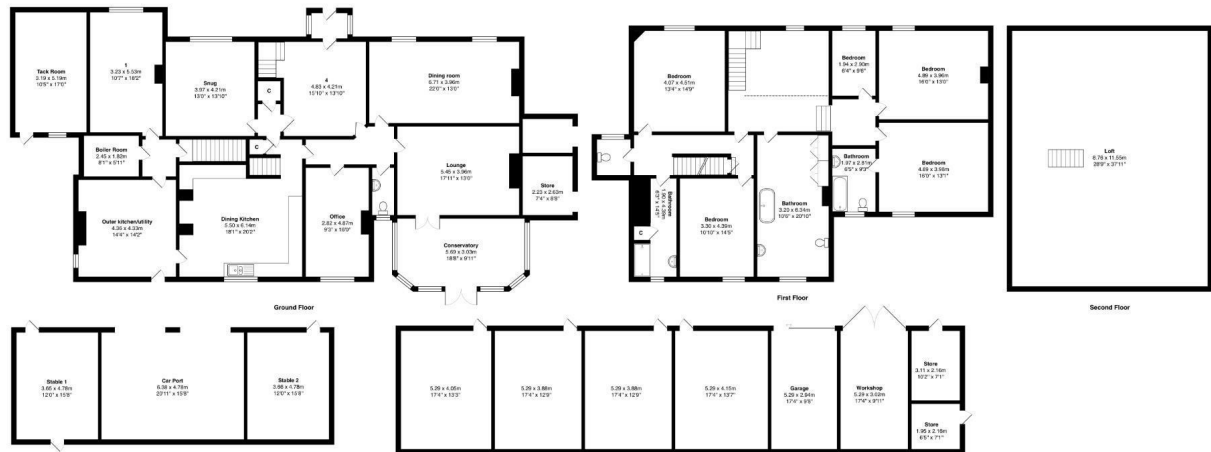 Tack Room
3.19 x 5.19m
10'5" x 17'0"
1
3.23 x 5.53m
10'7" x 18'2"
Snug
3.97 x 4.21m
13'0" x 13'10"
C
4
4.83 x 4.21m
15'10" x 13'10"
Dining room
6.71 x 3.96m
22'0" x 13'0"
Boiler Room
2.45 x 1.82m
8'1" x 5'11"
C
Lounge
5.45 x 3.96m
17'11" x 13'0"
Store
2.23 x 2.63m
7'4" x 8'8"
Outer kitchen/utility
4.36 x 4.33m
14'4" x 14'2"
Dining Kitchen
5.50 x 6.14m
18'1" x 20'2"
Office
2.82 x 4.87m
9'3" x 16'0"
Conservatory
5.69 x 3.03m
18'8" x 9'11"
Ground Floor
Bedroom
4.07 x 4.51m
13'4" x 14'9"
Bedroom
1.94 x 2.90m
6'4" x 9'6"
Bedroom
4.89 x 3.96m
16'0" x 13'0"
Bathroom
1.97 x 2.81m
6'5" x 9'3"
Bedroom
4.89 x 3.98m
16'0" x 13'1"
Bathroom
1.90 x 4.39m
6'3" x 14'5"
C
Bedroom
3.30 x 4.39m
10'10" x 14'5"
Bathroom
3.23 x 6.34m
First Floor
Loft
8.76 x 11.55m
28'9" x 37'11"
Second Floor
Stable 1
3.65 x 4.78m
12'0" x 15'8"
Car Port
4.78m
15'8"
Stable 2
3.66 x 4.78m
12'0" x 15'8"
5.29 x 4.05m
17'4" x 13'3"
5.29 x 3.88m
17'4" x 12'9"
5.29 x 3.88m
17'4" x 12'9"
5.29 x 4.15m
17'4" x 13'7"
Garage
5.29 x 2.94m
17'4" x 9'8"
Workshop
5.29 x 3.02m
17'4" x 9'11"
Store
3.11 x 2.16m
10'2" x 7'1"
Store
1.95 x 2.16m
6'5" x 7'1"